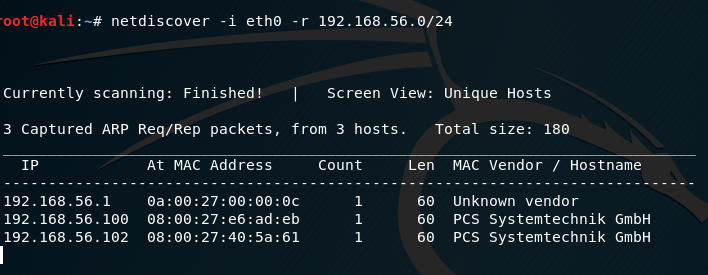 root@kali:~# netdiscover -i eth0 -r 192.168.56.0/24
Currently scanning: Finished!   |   Screen View: Unique Hosts
3 Captured ARP Req/Rep packets, from 3 hosts.   Total size: 180
_____________________________________________________________________________
  IP            At MAC Address     Count     Len  MAC Vendor / Hostname
-----------------------------------------------------------------------------
192.168.56.1    0a:00:27:00:00:0c      1      60  Unknown vendor
192.168.56.100  08:00:27:e6:ad:eb      1      60  PCS Systemtechnik GmbH
192.168.56.102  08:00:27:40:5a:61      1      60  PCS Systemtechnik GmbH